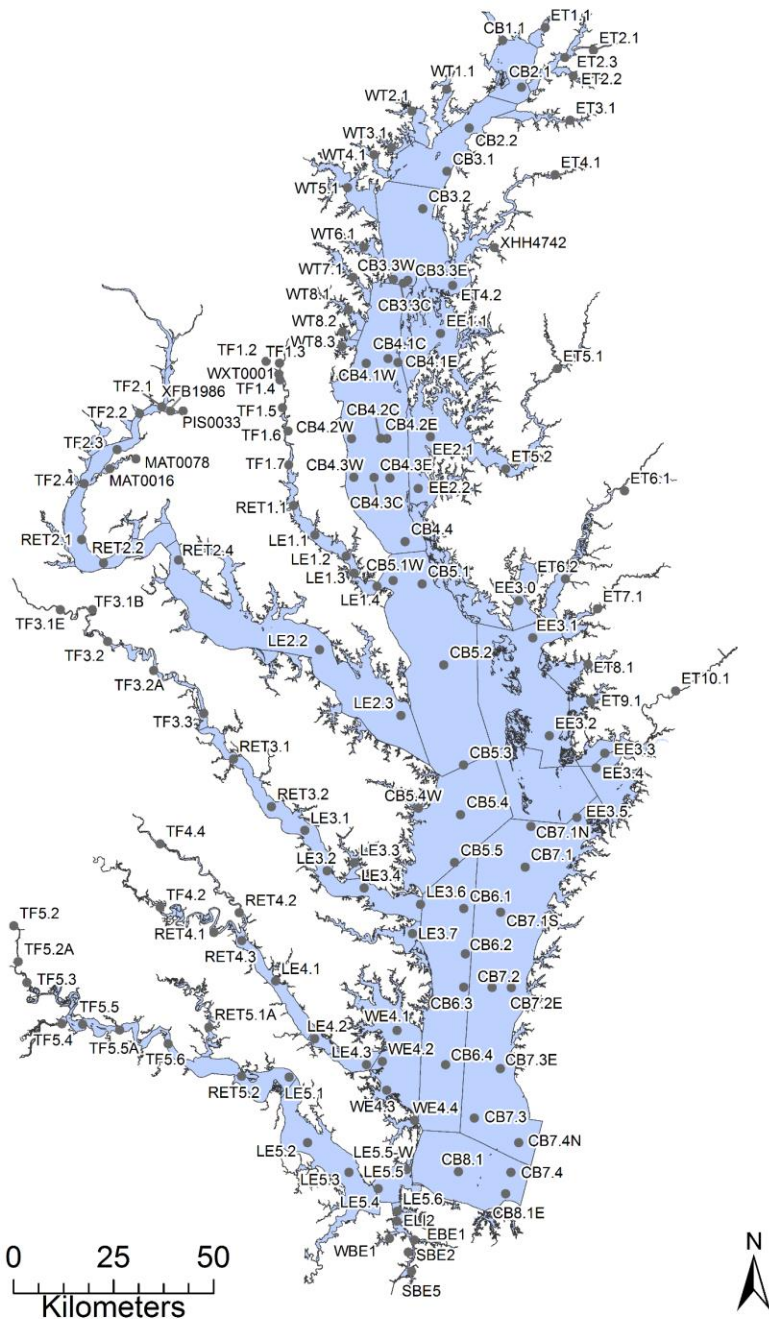 ET1.1
CB1.1
ET2.1
ET2.3
ET2.2
CB2.1
WT1.1
WT2.1
ET3.1
CB2.2
WT3.1
WT4.1
CB3.1
ET4.1
WT5.1
CB3.2
WT6.1
XHH4742
CB3.3W
CB3.3E
WT7.1
CB3.3C
ET4.2
WT8.1
WT8.2
EE1.1
WT8.3
CB4.1C
TF1.2
TF1.3
CB4.1E
ET5.1
WXT0001
CB4.1W
TF1.4
TF2.1
XFB1986
TF2.2
PIS0033
TF1.5
CB4.2C
TF1.6
CB4.2W
CB4.2E
EE2.1
TF2.3
MAT0078
TF1.7
ET5.2
MAT0016
CB4.3W
CB4.3E
TF2.4
EE2.2
ET6.1
CB4.3C
RET1.1
RET2.1
LE1.1
CB4.4
RET2.2
RET2.4
LE1.2
LE1.3
CB5.1W
CB5.1
ET6.2
LE1.4
EE3.0
ET7.1
TF3.1B
TF3.1E
EE3.1
TF3.2
LE2.2
CB5.2
ET8.1
TF3.2A
ET10.1
LE2.3
ET9.1
TF3.3
EE3.2
RET3.1
CB5.3
EE3.3
EE3.4
RET3.2
CB5.4W
CB5.4
EE3.5
LE3.1
CB7.1N
TF4.4
LE3.2
LE3.3
CB5.5
CB7.1
LE3.4
TF4.2
RET4.2
LE3.6
CB6.1
CB7.1S
TF5.2
RET4.1
LE3.7
RET4.3
CB6.2
TF5.2A
TF5.3
LE4.1
CB6.3
CB7.2
CB7.2E
RET5.1A
TF5.5
WE4.1
TF5.4
LE4.2
TF5.5A
TF5.6
LE4.3
WE4.2
CB6.4
CB7.3E
RET5.2
LE5.1
WE4.3
WE4.4
CB7.3
LE5.2
CB7.4N
LE5.5-W
CB8.1
CB7.4
LE5.3
LE5.5
LE5.4
CB8.1E
LE5.6
ELI2
WBE1
EBE1
SBE2
SBE5
0 25 50
Kilometers
N